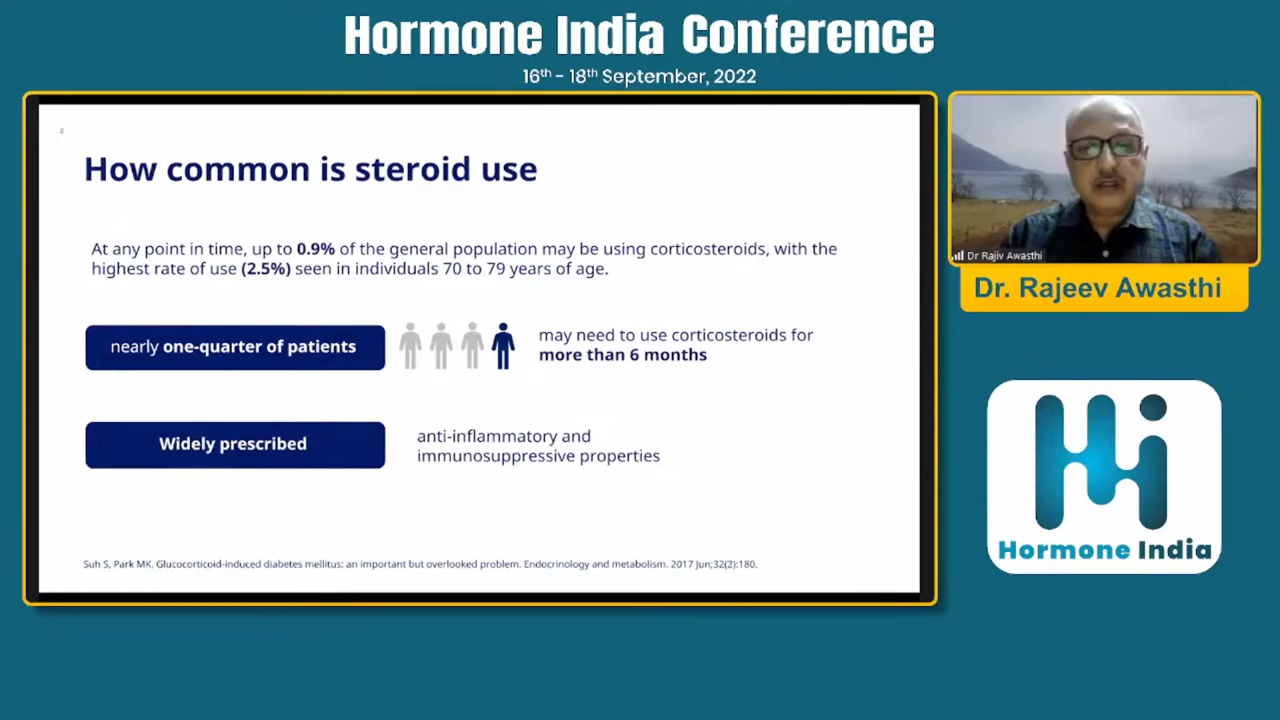 Hormone India Conference
16th - 18th September, 2022
2
How common is steroid use
At any point in time, up to 0.9% of the general population may be using corticosteroids, with the
highest rate of use (2.5%) seen in individuals 70 to 79 years of age.
nearly one-quarter of patients
may need to use corticosteroids for
more than 6 months
Widely prescribed
anti-inflammatory and
immunosuppressive properties
Suh S, Park MK. Glucocorticoid-induced diabetes mellitus: an important but overlooked problem. Endocrinology and metabolism. 2017 Jun;32(2):180.
Dr Rajiv Awasthi
Dr. Rajeev Awasthi
Hi
Hormone India